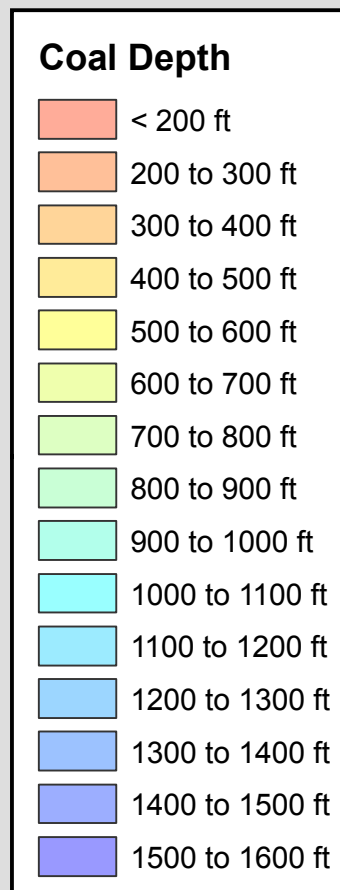 Coal Depth
< 200 ft
200 to 300 ft
300 to 400 ft
400 to 500 ft
500 to 600 ft
600 to 700 ft
700 to 800 ft
800 to 900 ft
900 to 1000 ft
1000 to 1100 ft
1100 to 1200 ft
1200 to 1300 ft
1300 to 1400 ft
1400 to 1500 ft
1500 to 1600 ft